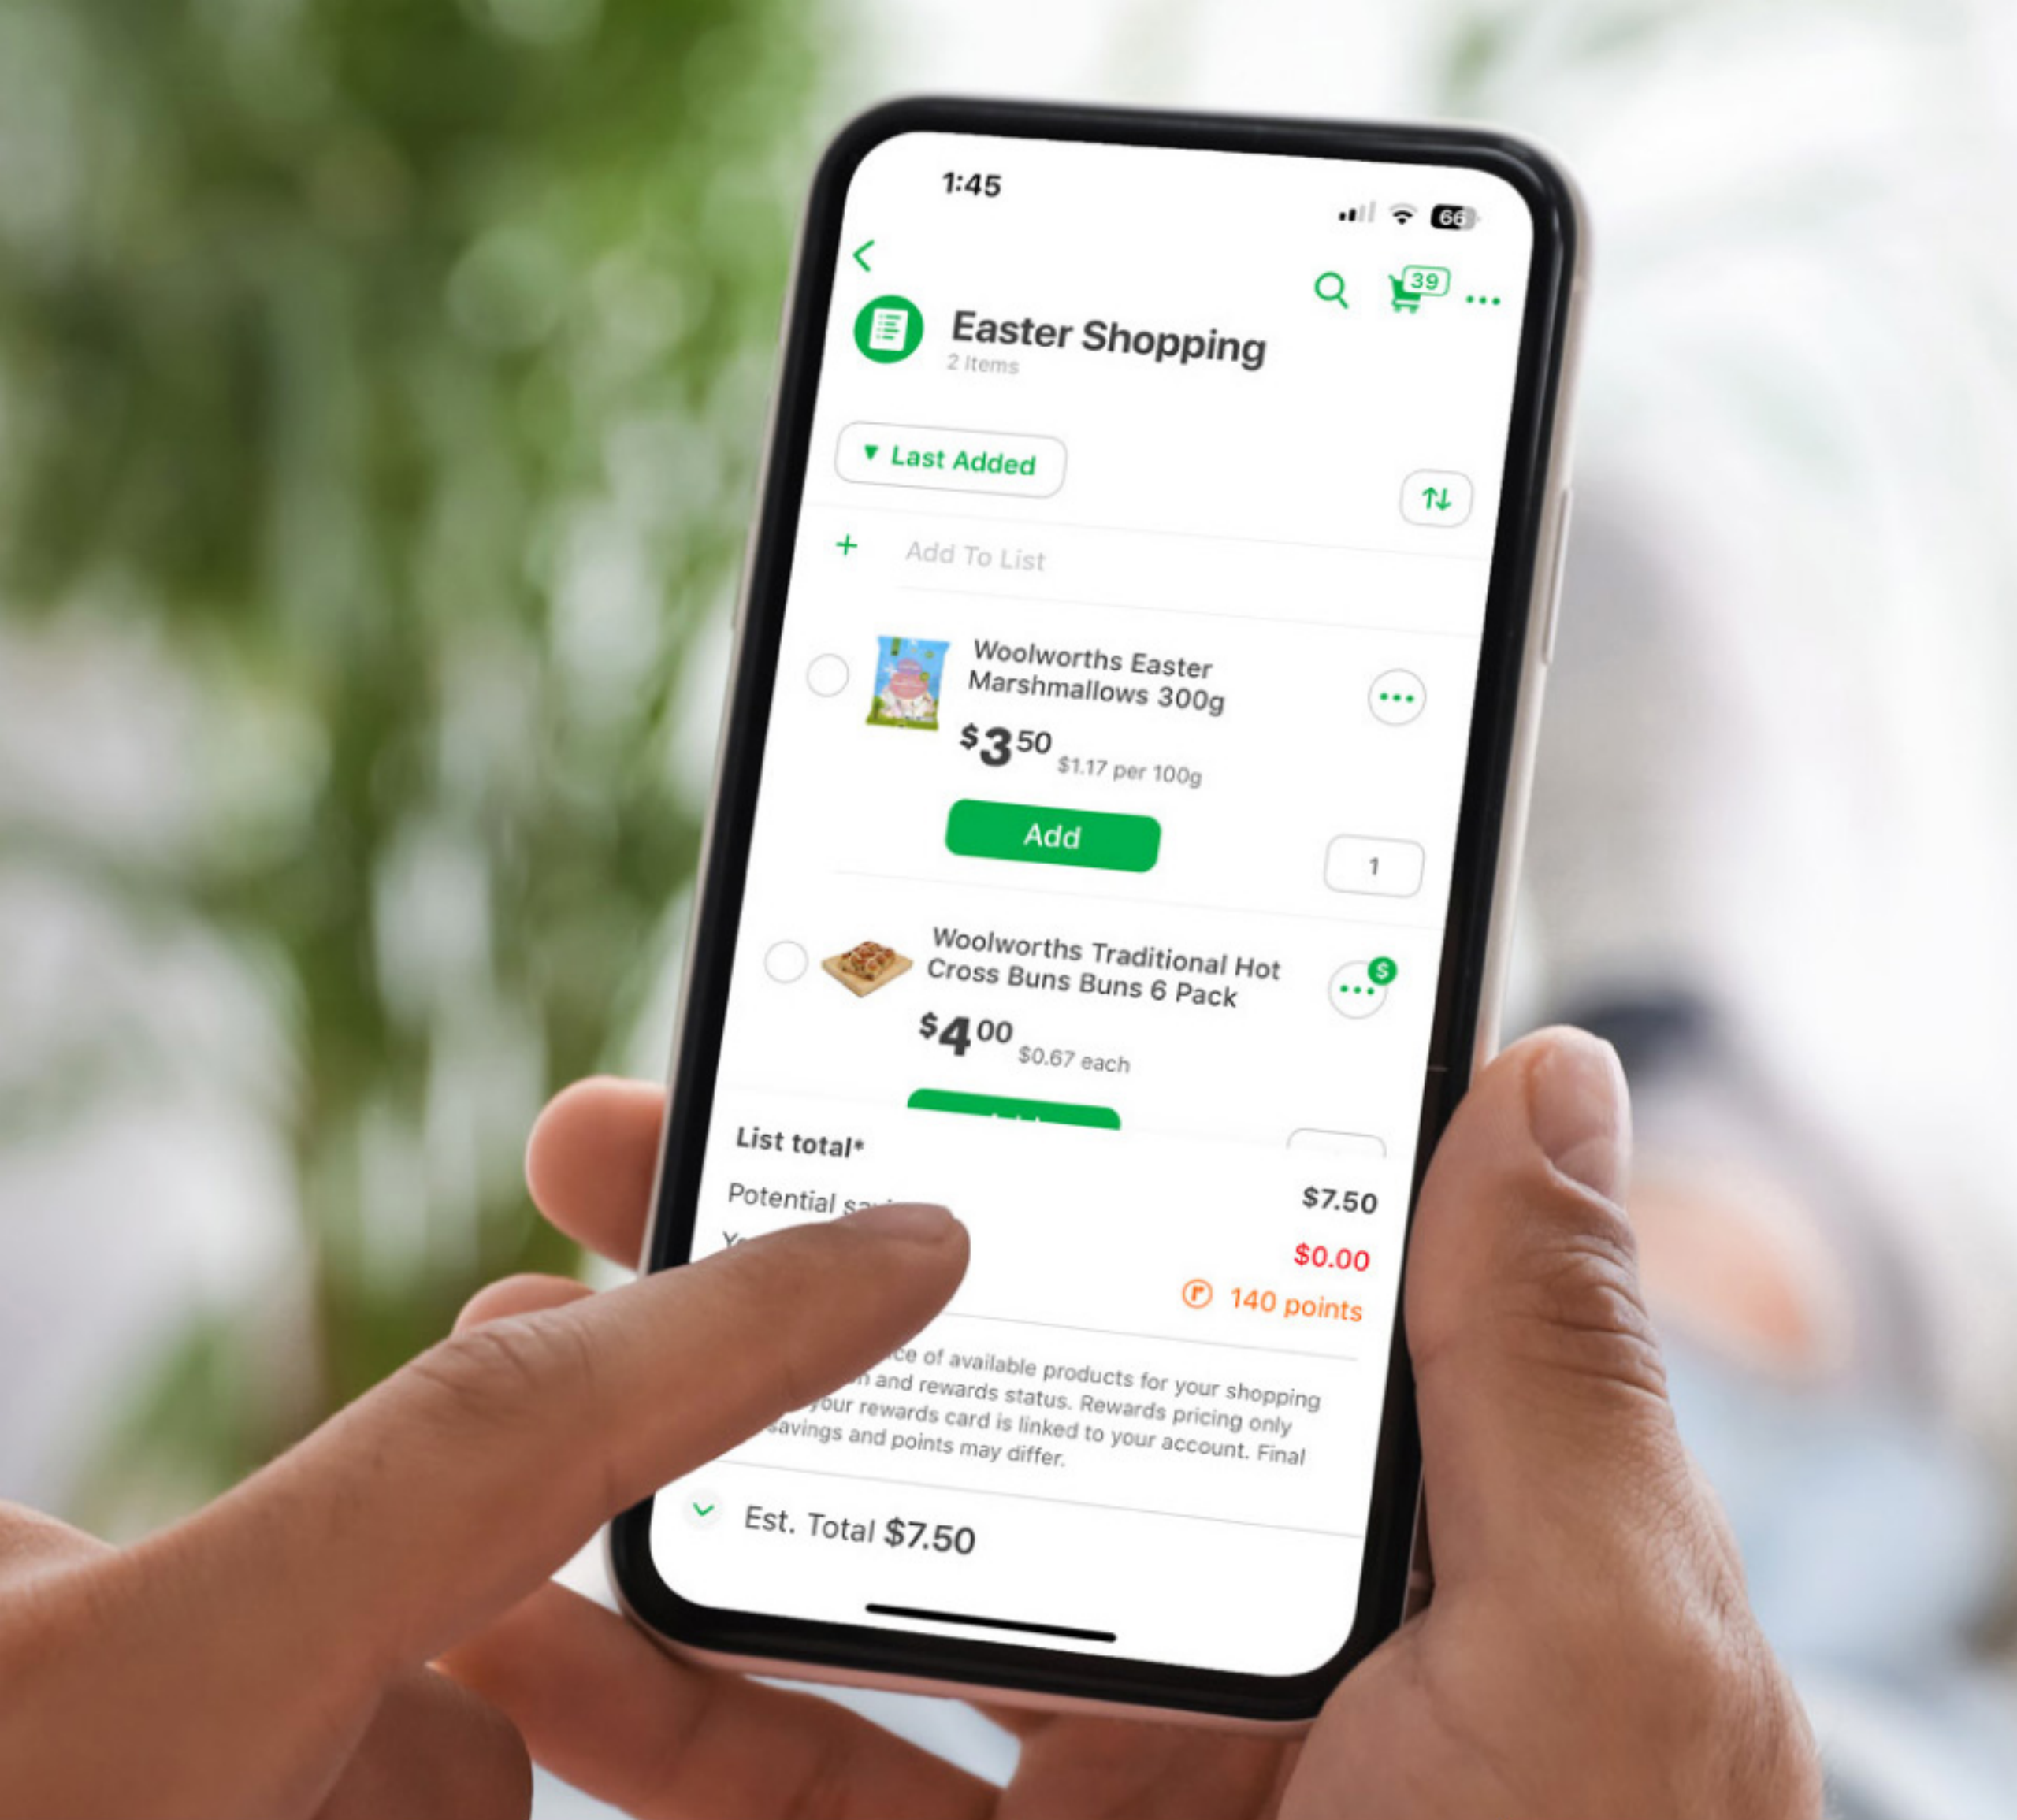 1:45
66
39
Easter Shopping
2 Items
Last Added
Add To List
Woolworths Easter
Marshmallows 300g
$3 50 $1.17 per 100g
Add
1
Woolworths Traditional Hot
Cross Buns Buns 6 Pack
$
$4 00 $0.67 each
List total*
$7.50
Potential
$0.00
140 points
of available products for your shopping
and rewards status. Rewards pricing only
your rewards card is linked to your account. Final
savings and points may differ.
Est. Total $7.50